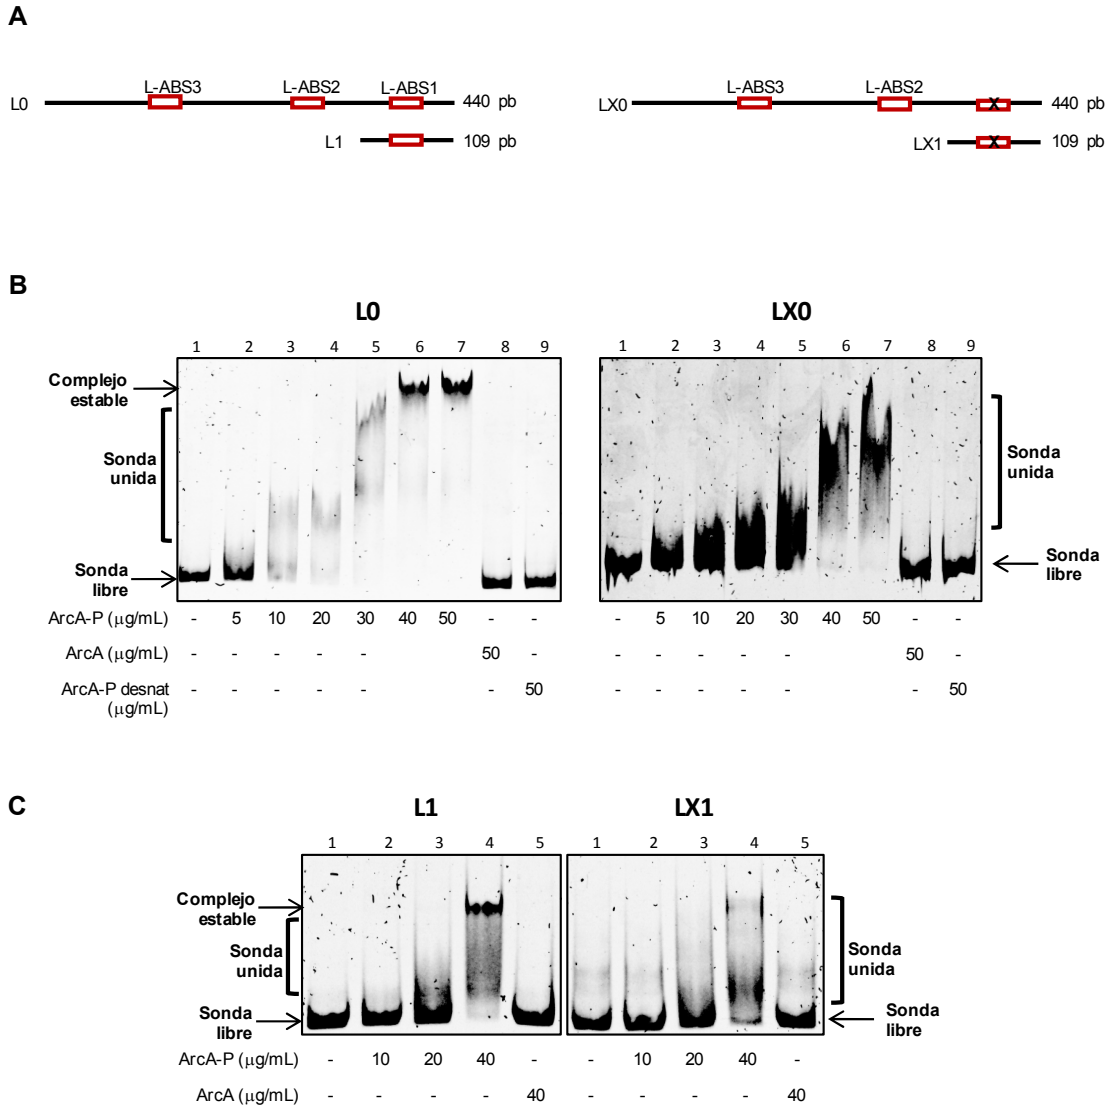 A
L-ABS3 L-ABS2 L-ABS1
L0 440 pb
L1 109 pb
L-ABS3 L-ABS2
LX0 X 440 pb
LX1 X 109 pb
B
L0
1 2 3 4 5 6 7 8 9
Complejo
estable
Sonda
unida
Sonda
libre
LX0
1 2 3 4 5 6 7 8 9
Sonda
unida
Sonda
libre
ArcA-P (µg/mL) - 5 10 20 30 40 50 - - - 5 10 20 30 40 50 - -
ArcA (µg/mL) - - - - - 50 - - - - - - 50 -
ArcA-P desnat - - - - - - 50 - - - - - - 50
(µg/mL)
C
L1
1 2 3 4 5
Complejo
estable
Sonda
unida
Sonda
libre
LX1
1 2 3 4 5
Sonda
unida
Sonda
libre
ArcA-P (µg/mL) - 10 20 40 - - 10 20 40 -
ArcA (µg/mL) - - - - 40 - - - - 40